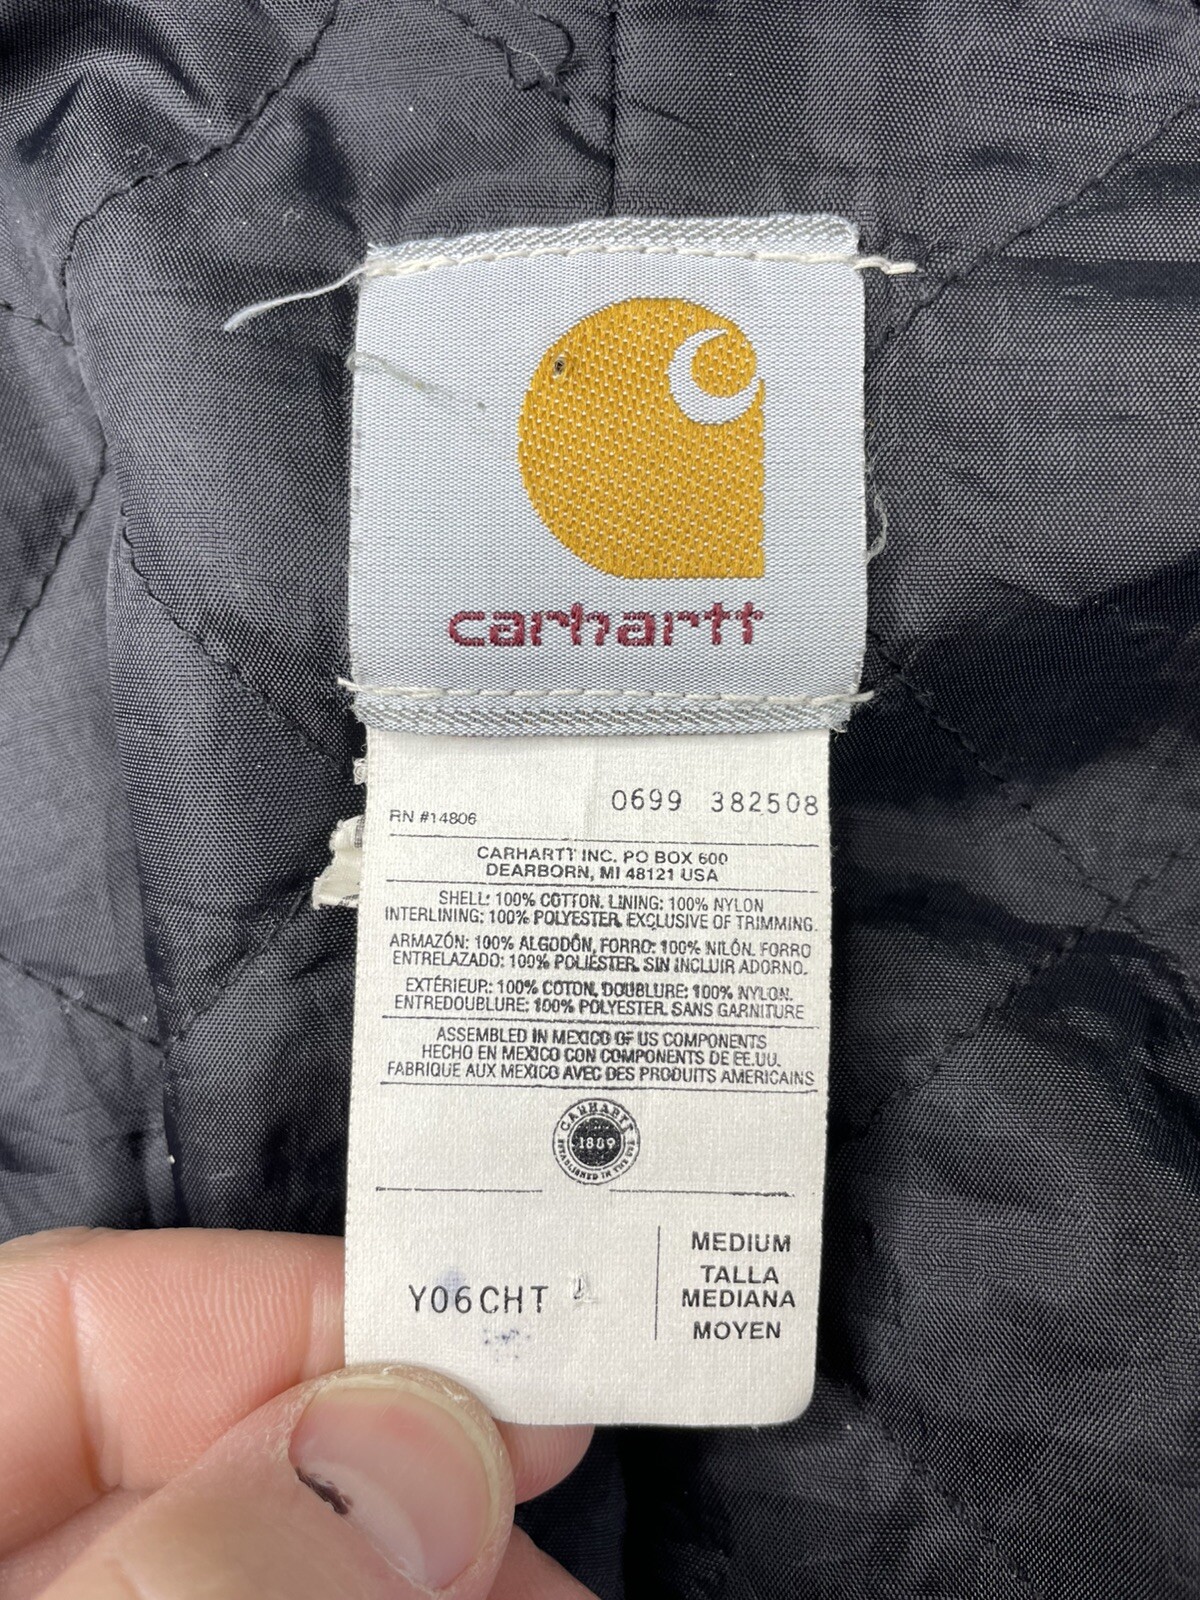 carhartt
0699 382508
RN #14806
CARHARTT INC. PO BOX 600
DEARBORN, MI 48121 USA
SHELL: 100% COTTON. LINING: 100% NYLON
INTERLINING: 100% POLYESTER, EXCLUSIVE OF TRIMMING.
ARMAZÓN: 100% ALGODÓN, FORRO: 100% NILÓN. FORRO
ENTRELAZADO: 100% POLIÉSTER. SIN INCLUIR ADORNO.
EXTÉRIEUR: 100% COTON, DOUBLURE: 100% NYLON.
ENTREDOUBLURE: 100% POLYESTER. SANS GARNITURE
ASSEMBLED IN MEXICO OF US COMPONENTS
HECHO EN MEXICO CON COMPONENTS DE EE.UU.
FABRIQUE AUX MEXICO AVEC DES PRODUITS AMERICAINS
CARHARTT
1889
ESTABLISHED IN THE
MEDIUM
TALLA
MEDIANA
MOYEN
Y06CHT